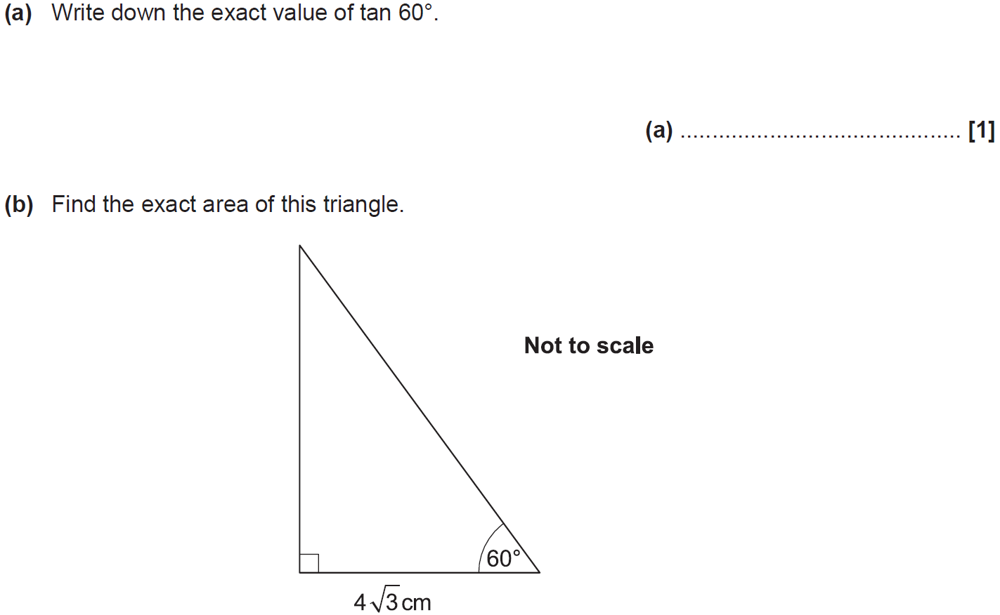 (a) Write down the exact value of tan 60°.
(a) ........................................... [1]
(b) Find the exact area of this triangle.
Not to scale
60°
4√3 cm